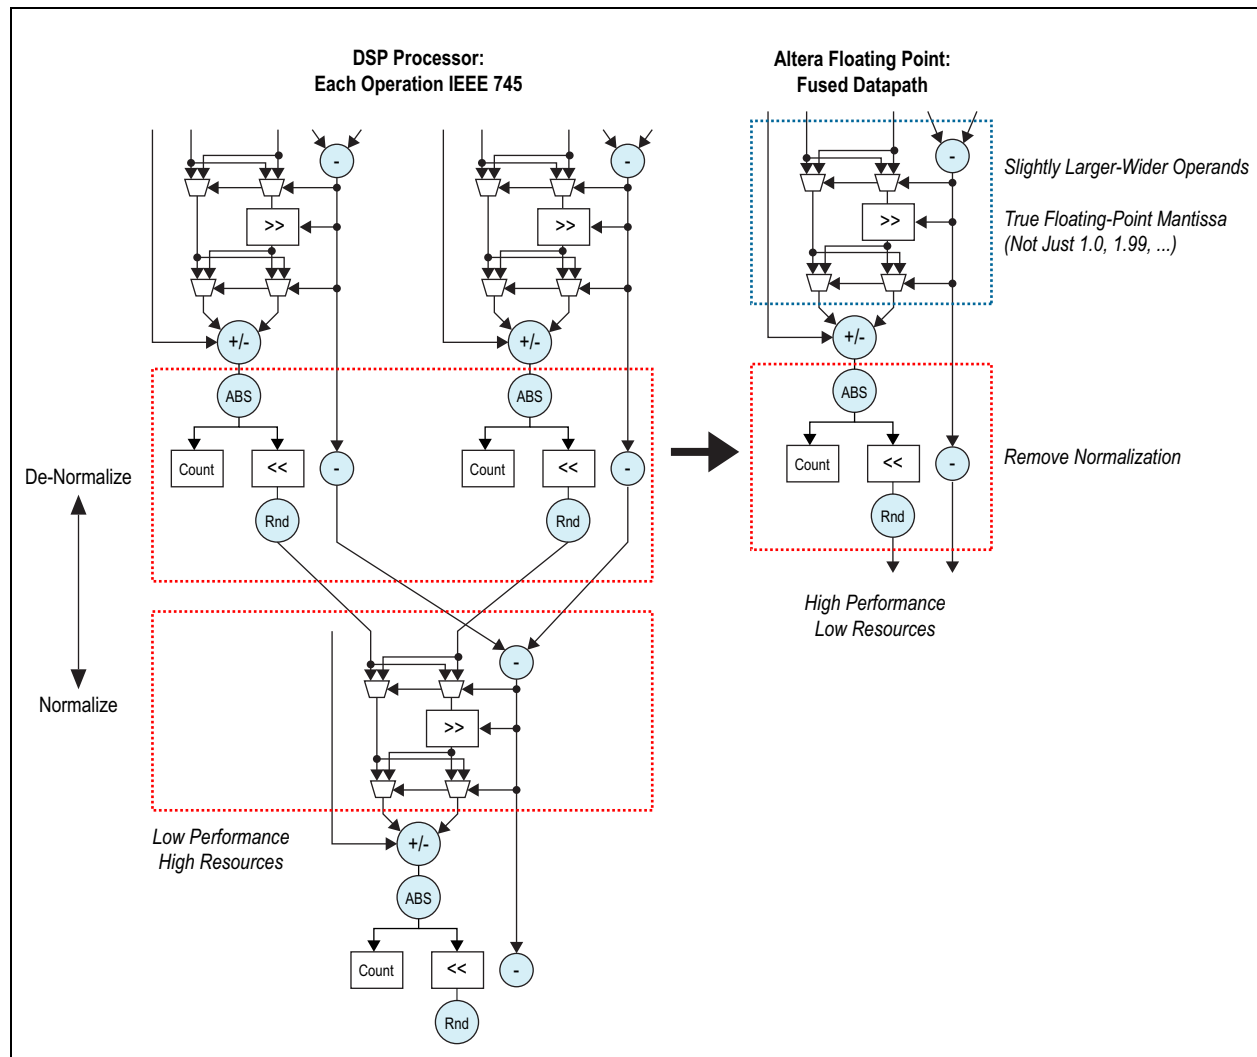 DSP Processor:
Each Operation IEEE 745
Altera Floating Point:
Fused Datapath
-
-
-
Slightly Larger-Wider Operands
>>
>>
>>
True Floating-Point Mantissa
(Not Just 1.0, 1.99, ...)
+/-
+/-
+/-
ABS
ABS
ABS
Count
<<
-
Count
<<
-
Count
<<
-
Remove Normalization
De-Normalize
Rnd
Rnd
Rnd
High Performance
Low Resources
-
Normalize
>>
Low Performance
High Resources
+/-
ABS
Count
<<
-
Rnd